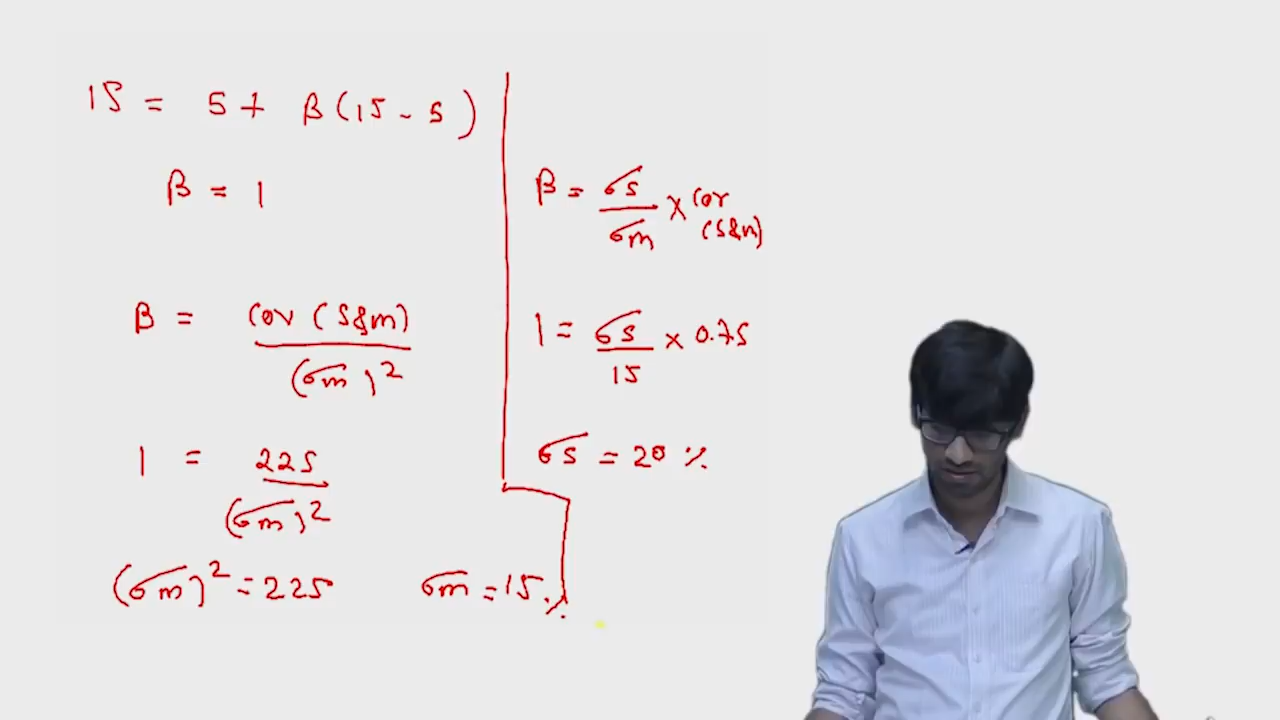 15 = 5 + β(15 - 5)
β = 1
β = Cov (S&m)
(σm)²
1 = 225
(σm)²
(σm)² = 225
σm = 15%
β = σs × Cor
σm (S&m)
1 = σs × 0.75
15
σs = 20%